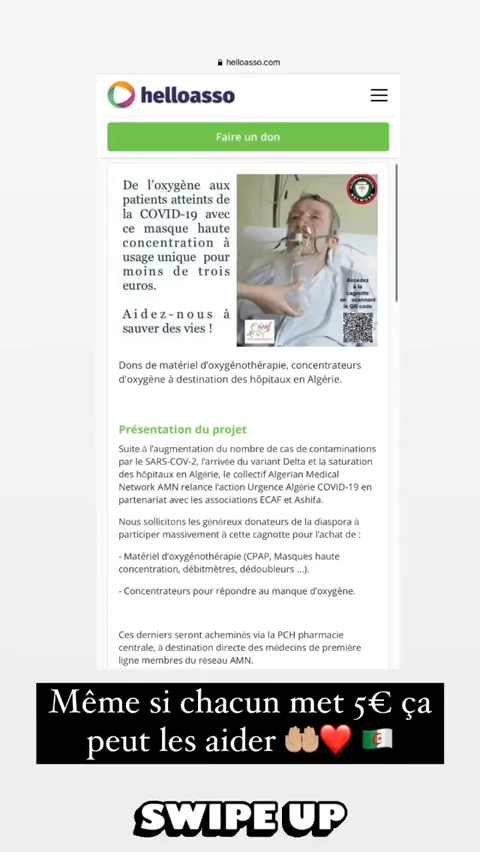 helloasso.com
helloasso
Faire un don
De l'oxygène aux
patients atteints de
la COVID-19 avec
ce masque haute
concentration à
usage unique pour
moins de trois
euros.
Aidez-nous à
sauver des vies !
Accédez
à la
cagnotte
en scannant
le QR code
ecaf
Dons de matériel d'oxygénothérapie, concentrateurs
d'oxygène à destination des hôpitaux en Algérie.
Présentation du projet
Suite à l'augmentation du nombre de cas de contaminations
par le SARS-COV-2, l'arrivée du variant Delta et la saturation
des hôpitaux en Algérie, le collectif Algerian Medical
Network AMN relance l'action Urgence Algérie COVID-19 en
partenariat avec les associations ECAF et Ashifa.
Nous sollicitons les généreux donateurs de la diaspora à
participer massivement à cette cagnotte pour l'achat de :
- Matériel d'oxygénothérapie (CPAP, Masques haute
concentration, débitmètres, dédoubleurs ...).
- Concentrateurs pour répondre au manque d'oxygène.
Ces derniers seront acheminés via la PCH pharmacie
centrale, à destination directe des médecins de première
ligne membres du réseau AMN.
Même si chacun met 5€ ça
peut les aider 🤲🏼❤️ 🇩🇿
SWIPE UP